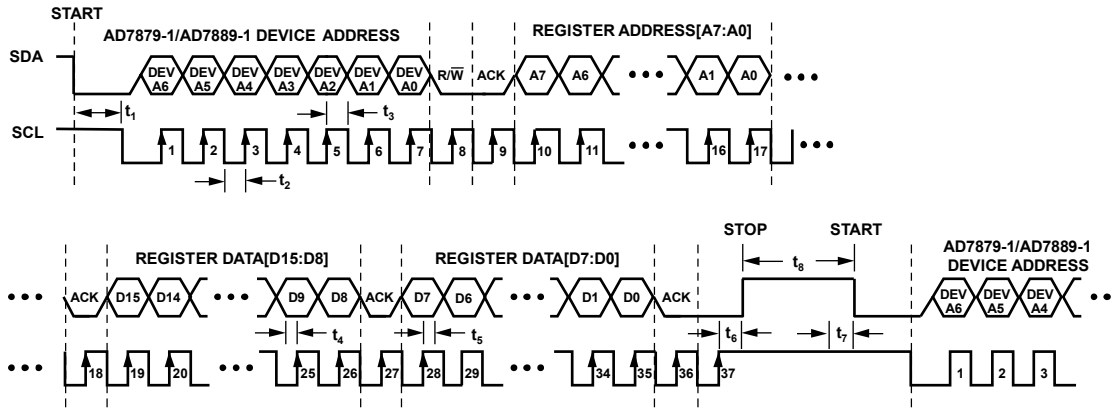 START
AD7879-1/AD7889-1 DEVICE ADDRESS
REGISTER ADDRESS[A7:A0]
SDA
DEV A6 DEV A5 DEV A4 DEV A3 DEV A2 DEV A1 DEV A0 R/W̅ ACK A7 A6 A1 A0
t1 t3
SCL
1 2 3 4 5 6 7 8 9 10 11 16 17
t2
STOP START
REGISTER DATA[D15:D8] REGISTER DATA[D7:D0]
AD7879-1/AD7889-1
DEVICE ADDRESS
t8
ACK D15 D14 D9 D8 ACK D7 D6 D1 D0 ACK DEV A6 DEV A5 DEV A4
t4 t5 t6 t7
18 19 20 25 26 27 28 29 34 35 36 37 1 2 3